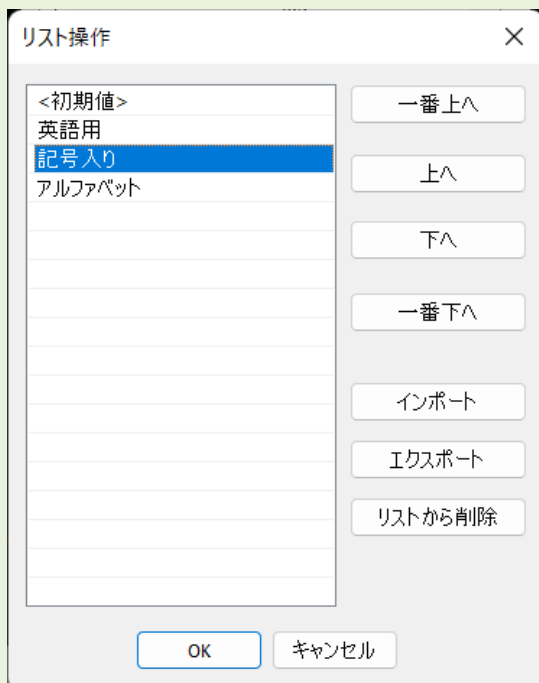 リスト操作
<初期値>
英語用
記号入り
アルファベット
一番上へ
上へ
下へ
一番下へ
インポート
エクスポート
リストから削除
OK
キャンセル